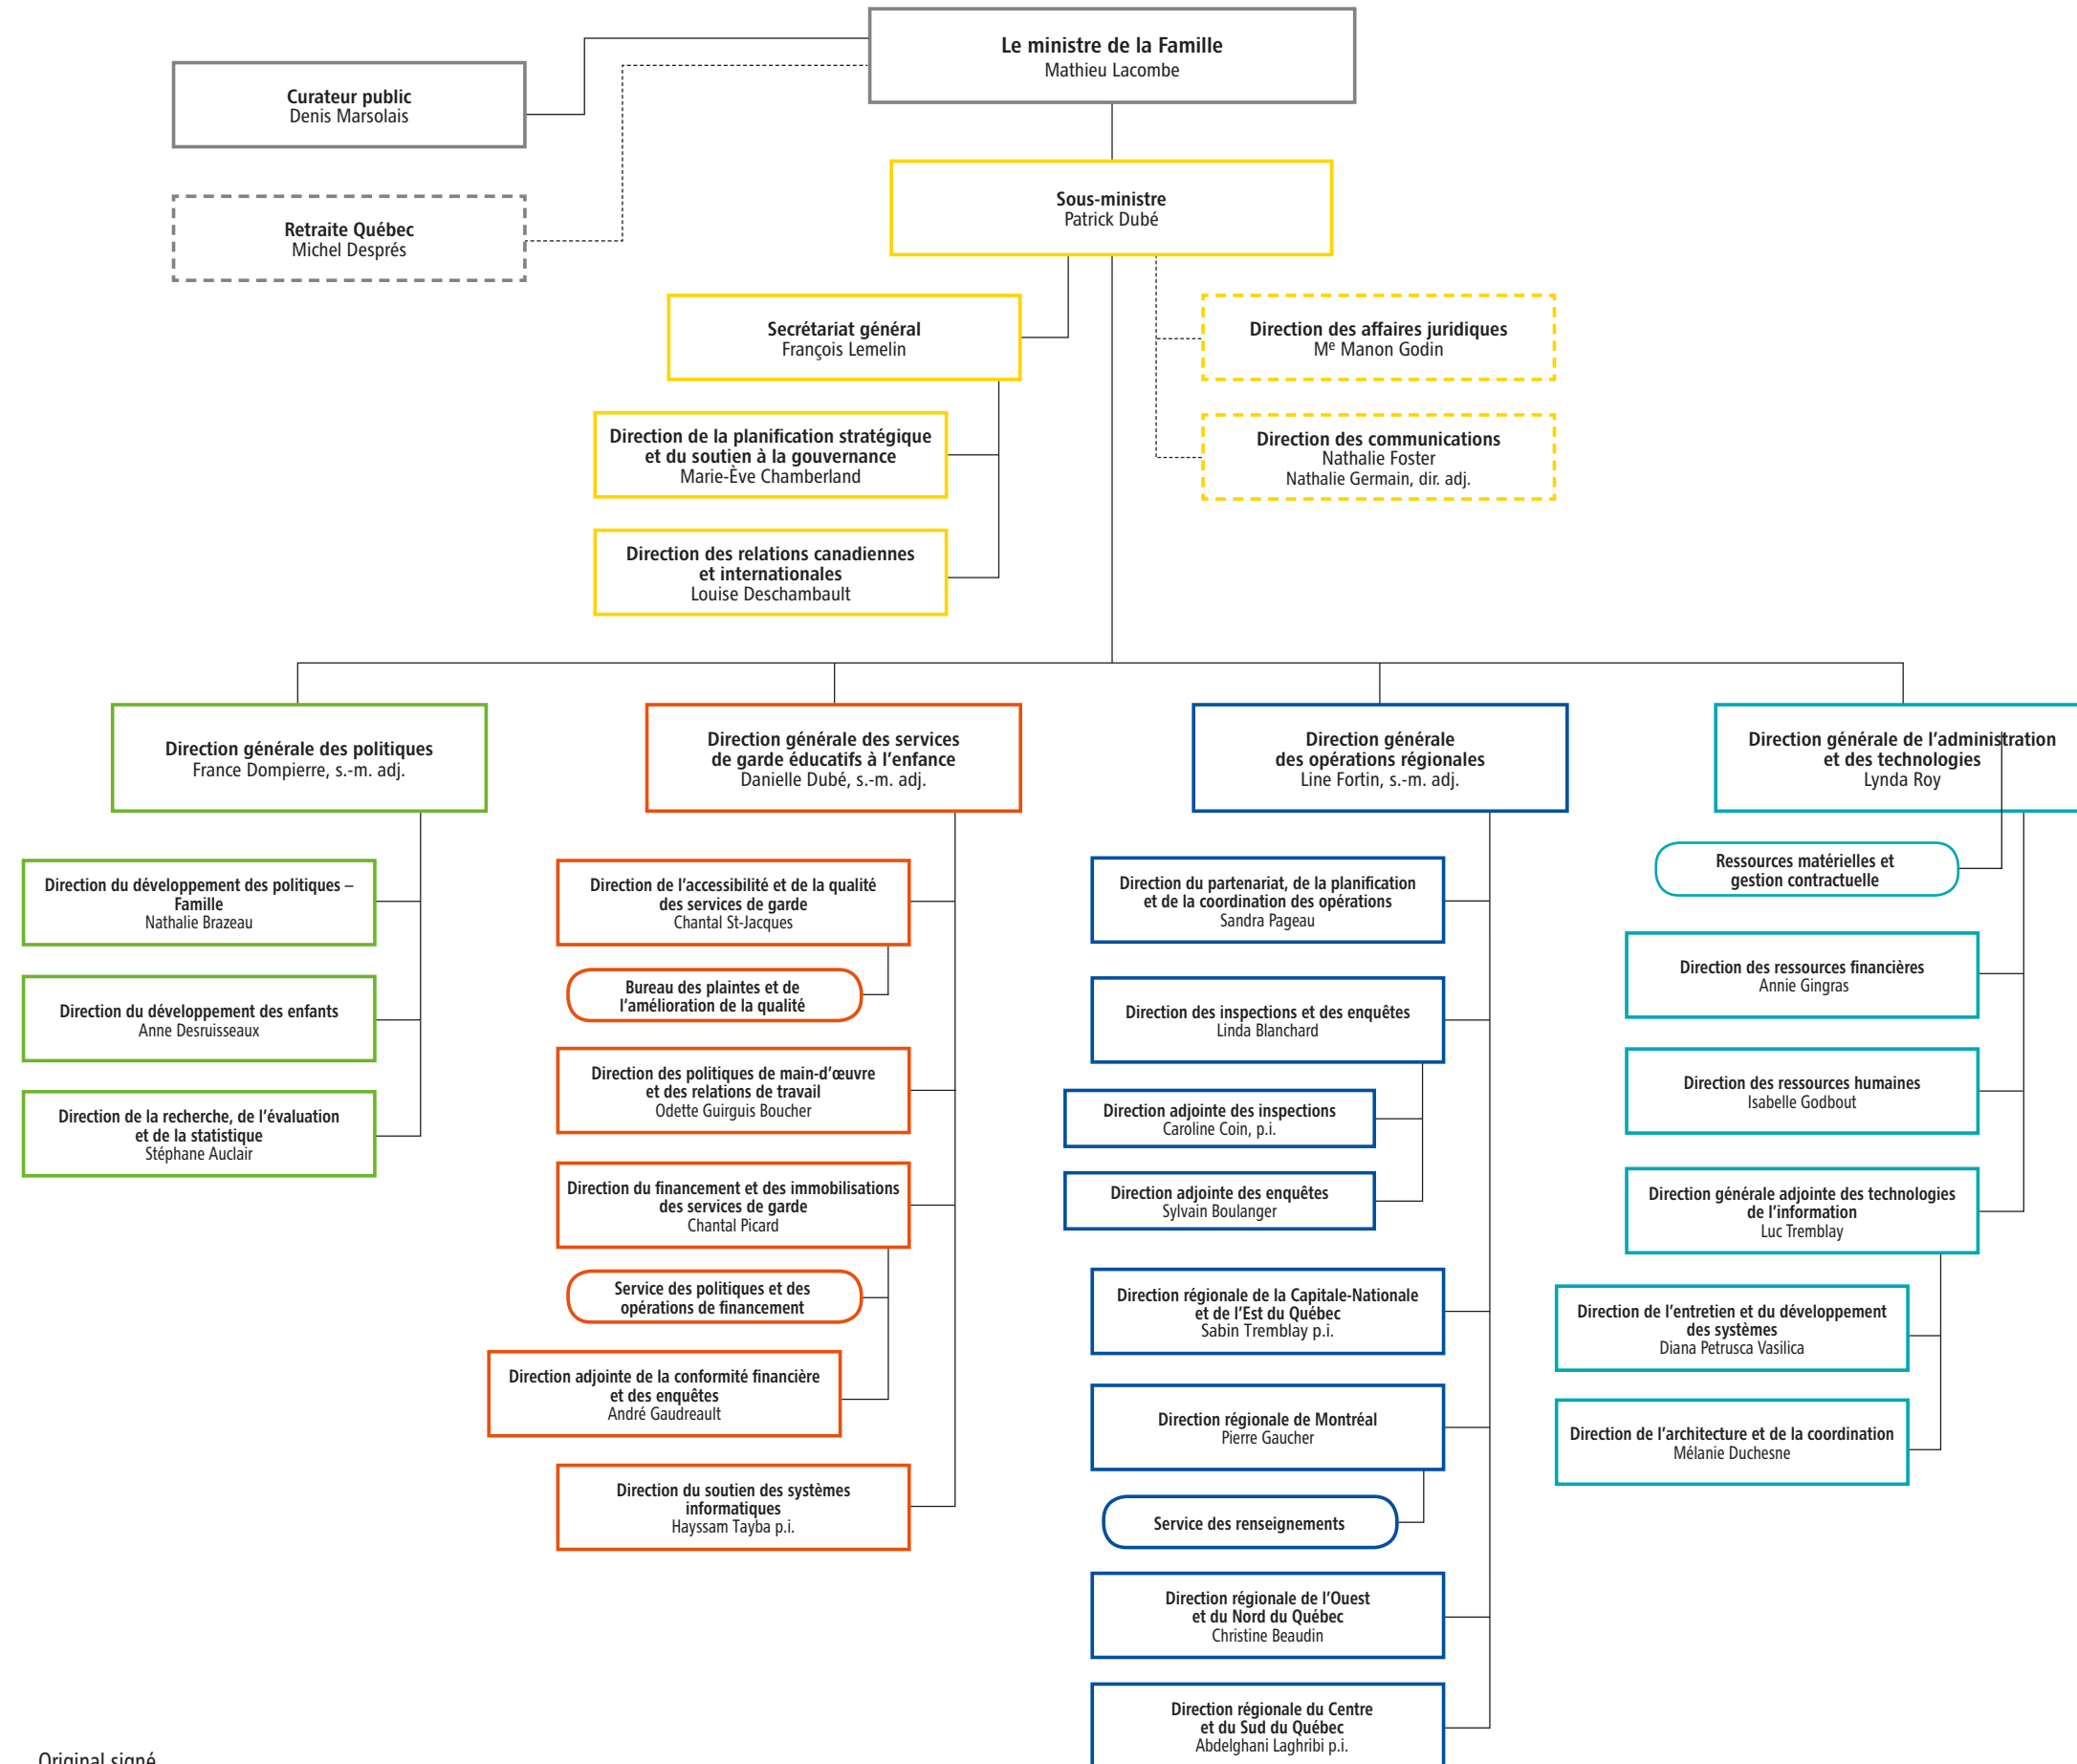 Le ministre de la Famille
Mathieu Lacombe
Curateur public
Denis Marsolais
Retraite Québec
Michel Després
Sous-ministre
Patrick Dubé
Secrétariat général
François Lemelin
Direction des affaires juridiques
Me Manon Godin
Direction de la planification stratégique
et du soutien à la gouvernance
Marie-Ève Chamberland
Direction des communications
Nathalie Foster
Nathalie Germain, dir. adj.
Direction des relations canadiennes
et internationales
Louise Deschambault
Direction générale des politiques
France Dompierre, s.-m. adj.
Direction du développement des politiques –
Famille
Nathalie Brazeau
Direction du développement des enfants
Anne Desruisseaux
Direction de la recherche, de l'évaluation
et de la statistique
Stéphane Auclair
Direction générale des services
de garde éducatifs à l'enfance
Danielle Dubé, s.-m. adj.
Direction de l'accessibilité et de la qualité
des services de garde
Chantal St-Jacques
Bureau des plaintes et de
l'amélioration de la qualité
Direction des politiques de main-d'œuvre
et des relations de travail
Odette Guirguis Boucher
Direction du financement et des immobilisations
des services de garde
Chantal Picard
Service des politiques et des
opérations de financement
Direction adjointe de la conformité financière
et des enquêtes
André Gaudreault
Direction du soutien des systèmes
informatiques
Hayssam Tayba p.i.
Direction générale
des opérations régionales
Line Fortin, s.-m. adj.
Direction du partenariat, de la planification
et de la coordination des opérations
Sandra Pageau
Direction des inspections et des enquêtes
Linda Blanchard
Direction adjointe des inspections
Caroline Coin, p.i.
Direction adjointe des enquêtes
Sylvain Boulanger
Direction régionale de la Capitale-Nationale
et de l'Est du Québec
Sabin Tremblay p.i.
Direction régionale de Montréal
Pierre Gaucher
Service des renseignements
Direction régionale de l'Ouest
et du Nord du Québec
Christine Beaudin
Direction régionale du Centre
et du Sud du Québec
Abdelghani Laghribi p.i.
Direction générale de l'administration
et des technologies
Lynda Roy
Ressources matérielles et
gestion contractuelle
Direction des ressources financières
Annie Gingras
Direction des ressources humaines
Isabelle Godbout
Direction générale adjointe des technologies
de l'information
Luc Tremblay
Direction de l'entretien et du développement
des systèmes
Diana Petrusca Vasilica
Direction de l'architecture et de la coordination
Mélanie Duchesne
Original signé